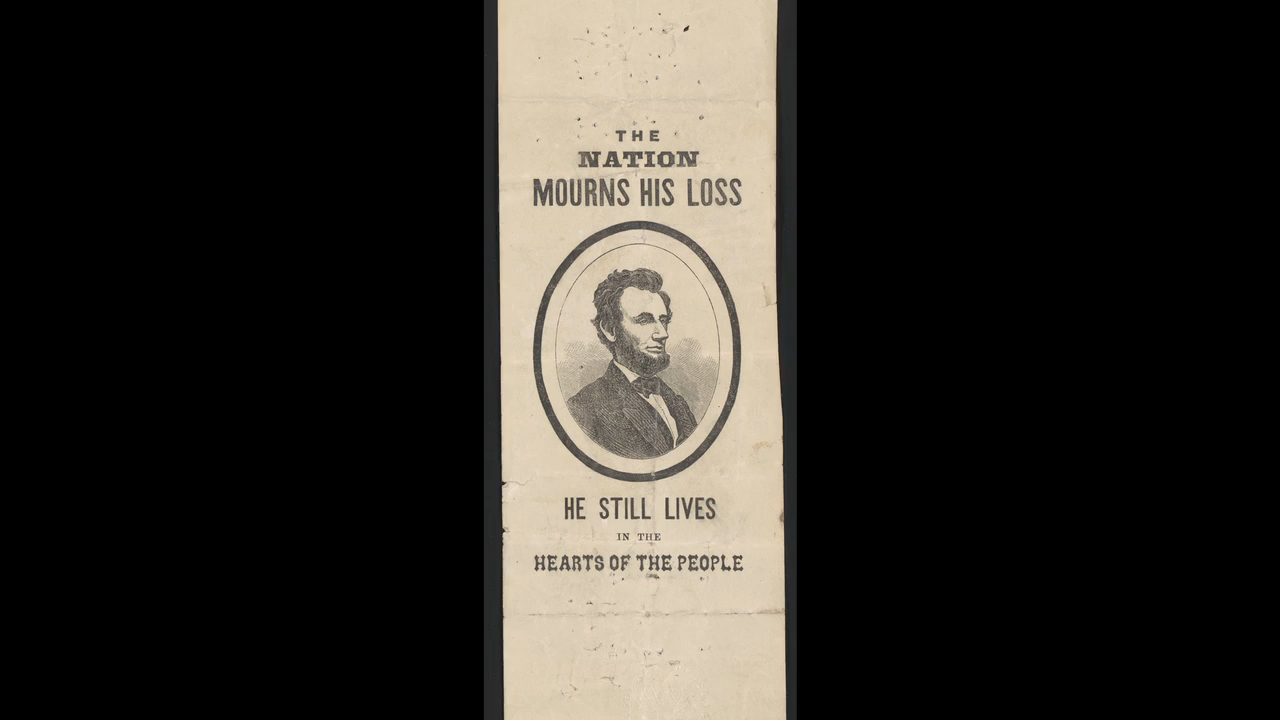 THE
NATION
MOURNS HIS LOSS
HE STILL LIVES
IN THE
HEARTS OF THE PEOPLE